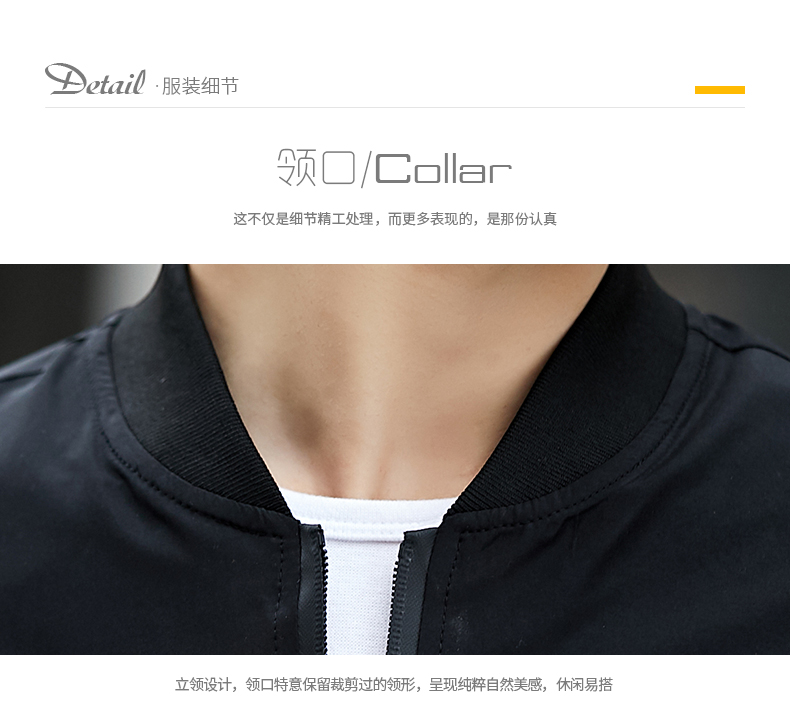 Detail ·服装细节
领口/Collar
这不仅是细节精工处理，而更多表现的，是那份认真
立领设计，领口特意保留裁剪过的领形，呈现纯粹自然美感，休闲易搭